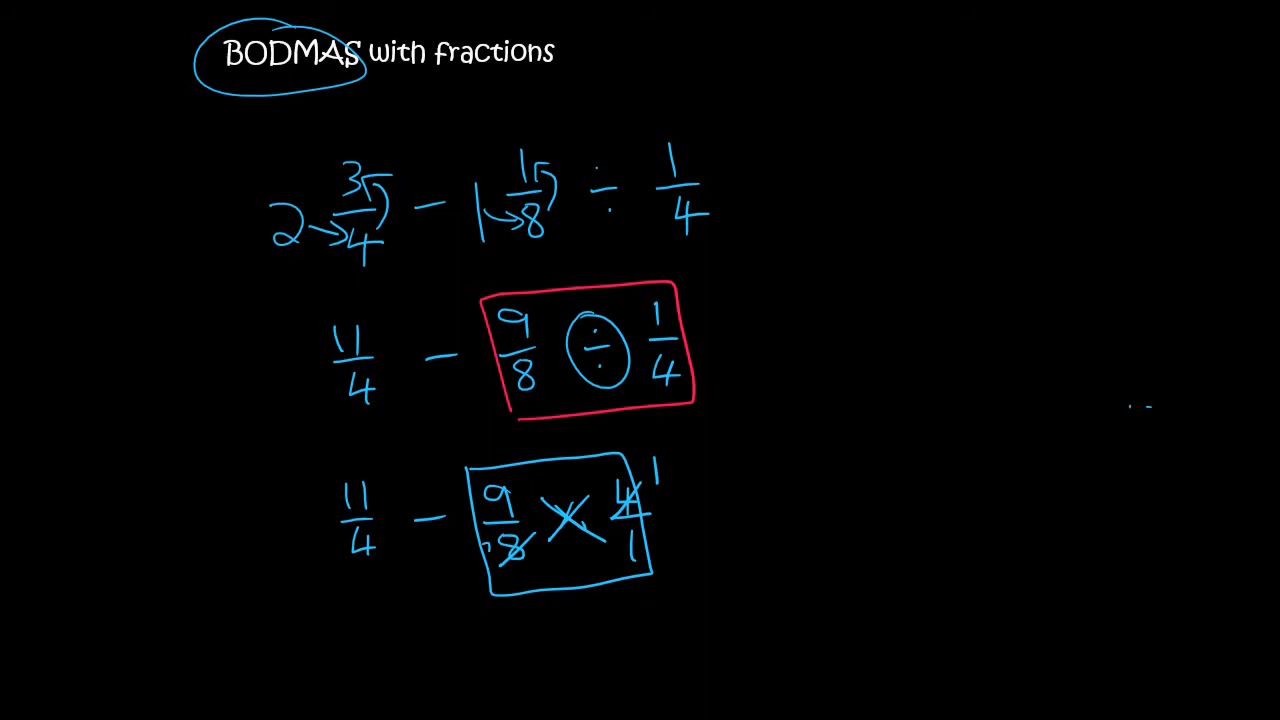 BODMAS with fractions
2 3/4 − 1 1/8 ÷ 1/4
11/4 − 9/8 ÷ 1/4
11/4 − 9/8 × 4/1 1